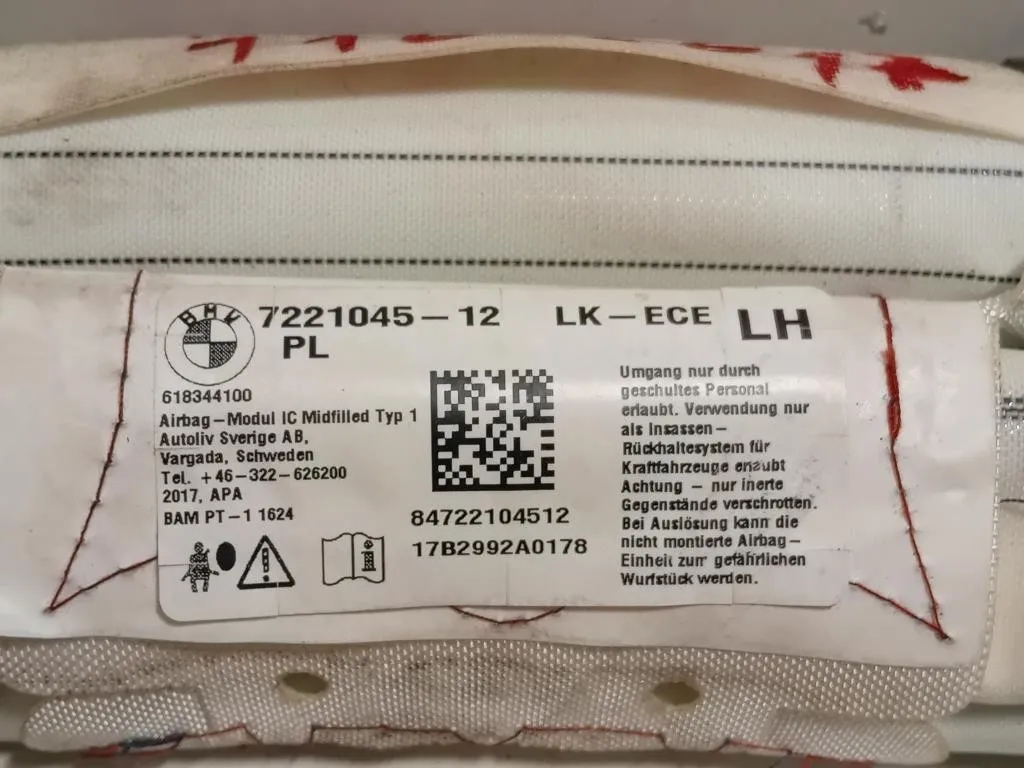 BMW
7221045-12 LK-ECE LH
PL
618344100
Airbag-Modul IC Midfilled Typ 1
Autoliv Sverige AB,
Vargada, Schweden
Tel. +46-322-626200
2017, APA
BAM PT-1 1624
84722104512
17B2992A0178
Umgang nur durch
geschultes Personal
erlaubt. Verwendung nur
als Insassen-
Rückhaltesystem für
Kraftfahrzeuge erlaubt
Achtung - nur inerte
Gegenstände verschrotten.
Bei Auslösung kann die
nicht montierte Airbag-
Einheit zum gefährlichen
Wurfstück werden.